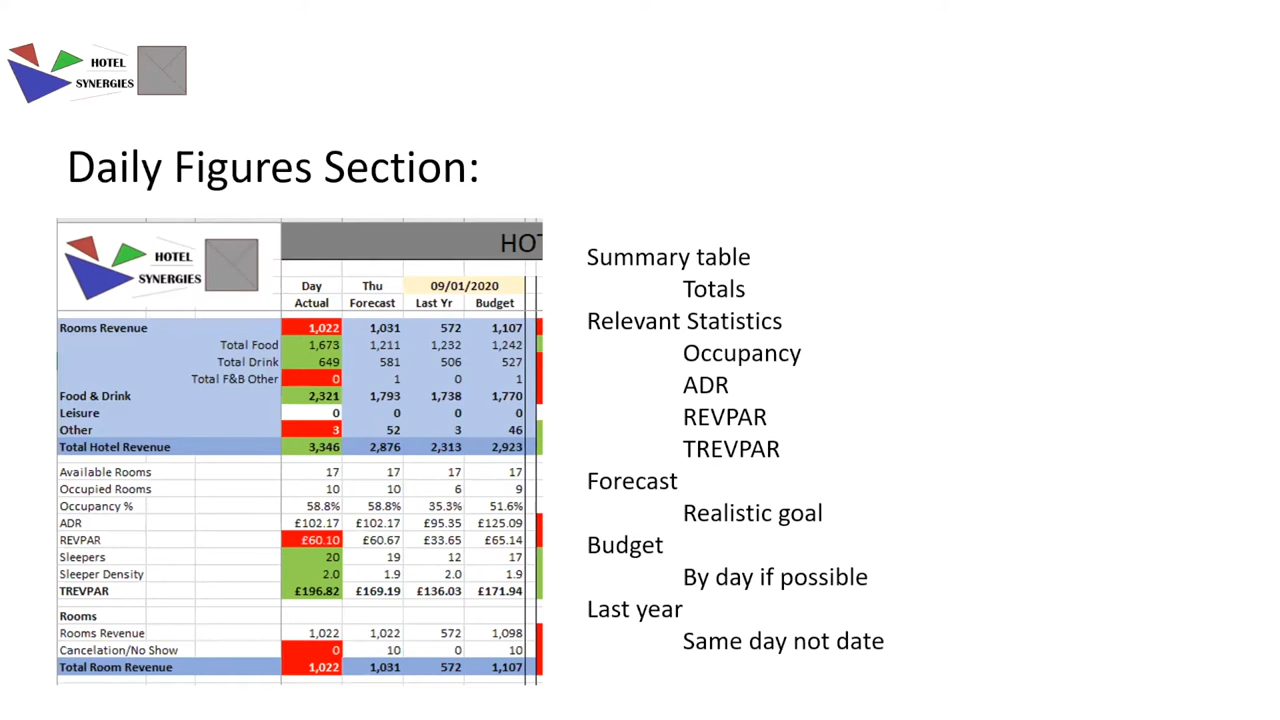 HOTEL
SYNERGIES
Daily Figures Section:
HOTEL
SYNERGIES
HOT
Day Thu 09/01/2020
Actual Forecast Last Yr Budget
Rooms Revenue 1,022 1,031 572 1,107
Total Food 1,673 1,211 1,232 1,242
Total Drink 649 581 506 527
Total F&B Other 0 1 0 1
Food & Drink 2,321 1,793 1,738 1,770
Leisure 0 0 0 0
Other 3 52 3 46
Total Hotel Revenue 3,346 2,876 2,313 2,923
Available Rooms 17 17 17 17
Occupied Rooms 10 10 6 9
Occupancy % 58.8% 58.8% 35.3% 51.6%
ADR £102.17 £102.17 £95.35 £125.09
REVPAR £60.10 £60.67 £33.65 £65.14
Sleepers 20 19 12 17
Sleeper Density 2.0 1.9 2.0 1.9
TREVPAR £196.82 £169.19 £136.03 £171.94
Rooms
Rooms Revenue 1,022 1,022 572 1,098
Cancelation/No Show 0 10 0 10
Total Room Revenue 1,022 1,031 572 1,107
Summary table
Totals
Relevant Statistics
Occupancy
ADR
REVPAR
TREVPAR
Forecast
Realistic goal
Budget
By day if possible
Last year
Same day not date